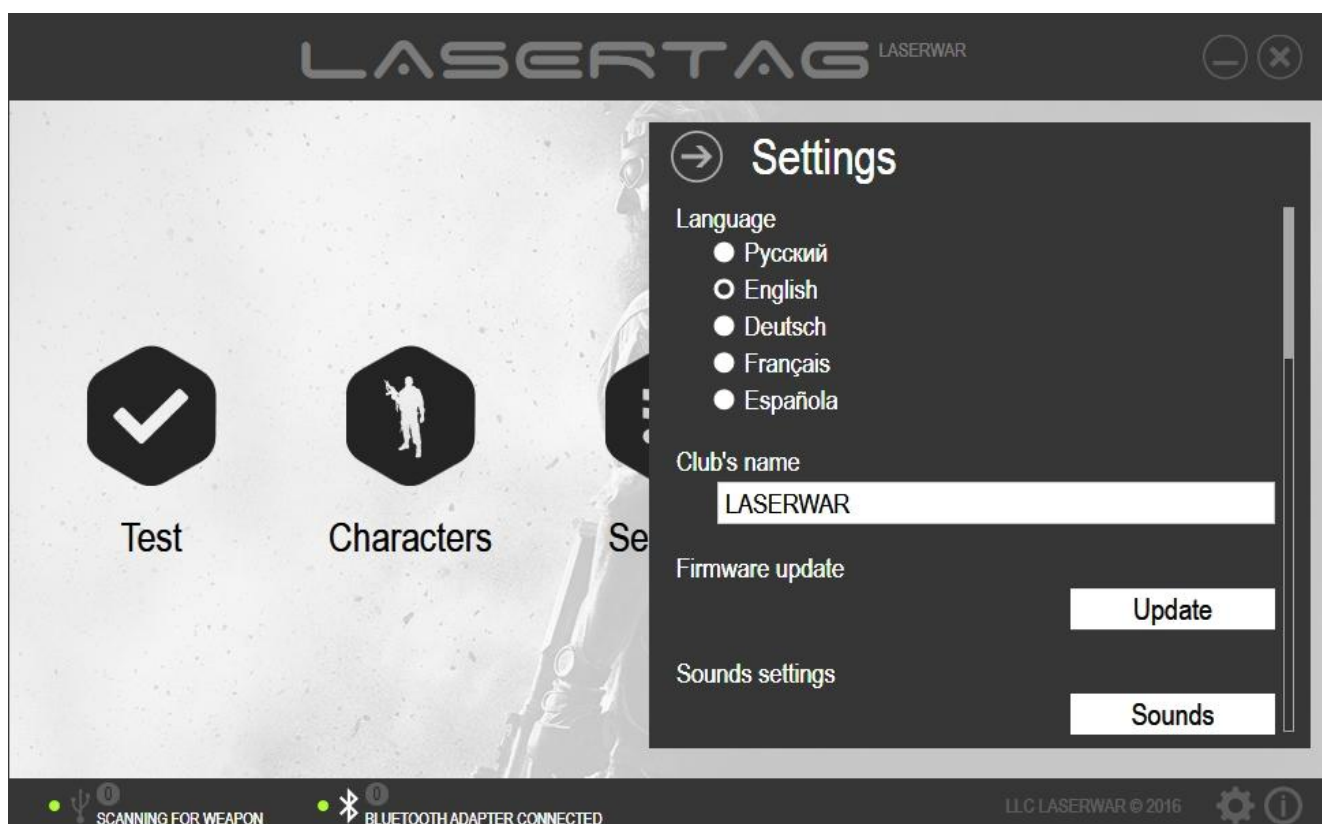 LASERTAG LASERWAR
Settings
Language
Русский
English
Deutsch
Français
Española
Club's name
LASERWAR
Firmware update
Update
Sounds settings
Sounds
Test
Characters
Se
0
SCANNING FOR WEAPON
0
BLUETOOTH ADAPTER CONNECTED
LLC LASERWAR © 2016